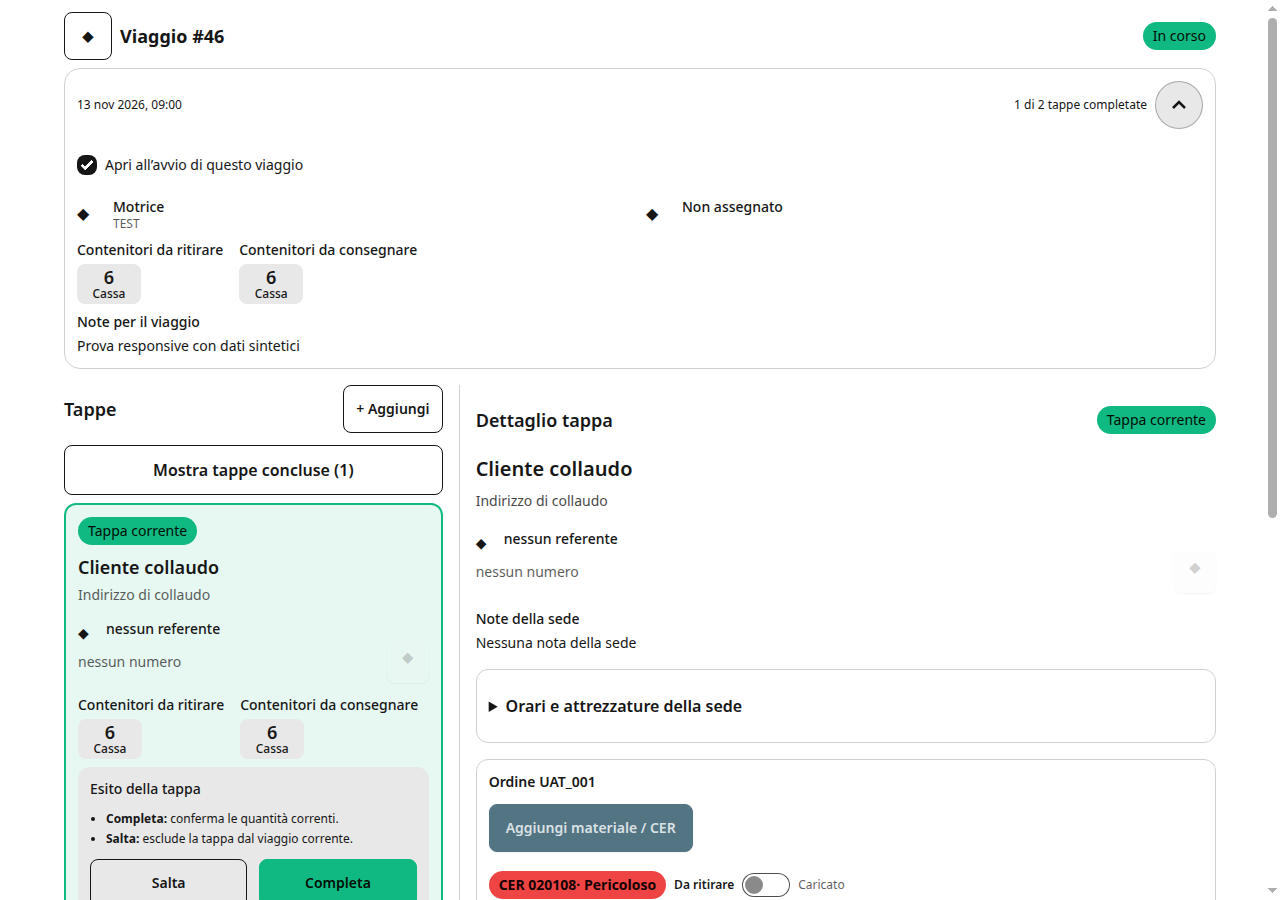 Viaggio #46
In corso
13 nov 2026, 09:00
1 di 2 tappe completate
Apri all'avvio di questo viaggio
Motrice
TEST
Non assegnato
Contenitori da ritirare
Contenitori da consegnare
6
Cassa
6
Cassa
Note per il viaggio
Prova responsive con dati sintetici
Tappe
+ Aggiungi
Mostra tappe concluse (1)
Tappa corrente
Cliente collaudo
Indirizzo di collaudo
nessun referente
nessun numero
Contenitori da ritirare
Contenitori da consegnare
6
Cassa
6
Cassa
Esito della tappa
• Completa: conferma le quantità correnti.
• Salta: esclude la tappa dal viaggio corrente.
Salta
Completa
Dettaglio tappa
Tappa corrente
Cliente collaudo
Indirizzo di collaudo
nessun referente
nessun numero
Note della sede
Nessuna nota della sede
Orari e attrezzature della sede
Ordine UAT_001
Aggiungi materiale / CER
CER 020108· Pericoloso
Da ritirare
Caricato